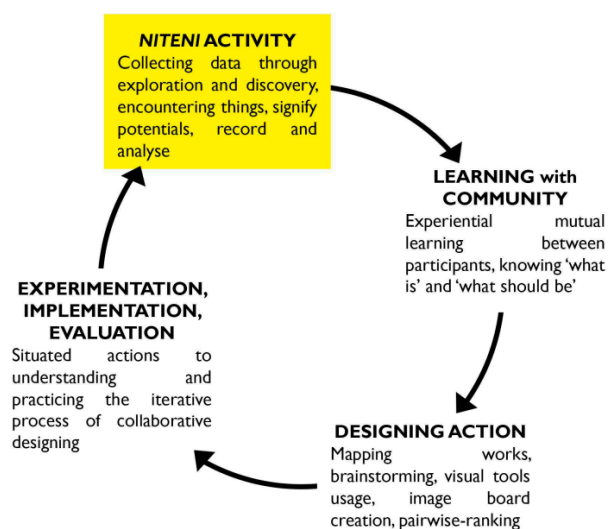 NITENI ACTIVITY
Collecting data through
exploration and discovery,
encountering things, signify
potentials, record and
analyse
LEARNING with
COMMUNITY
Experiential mutual
learning between
participants, knowing ‘what
is’ and ‘what should be’
DESIGNING ACTION
Mapping works,
brainstorming, visual tools
usage, image board
creation, pairwise-ranking
EXPERIMENTATION,
IMPLEMENTATION,
EVALUATION
Situated actions to
understanding and
practicing the iterative
process of collaborative
designing